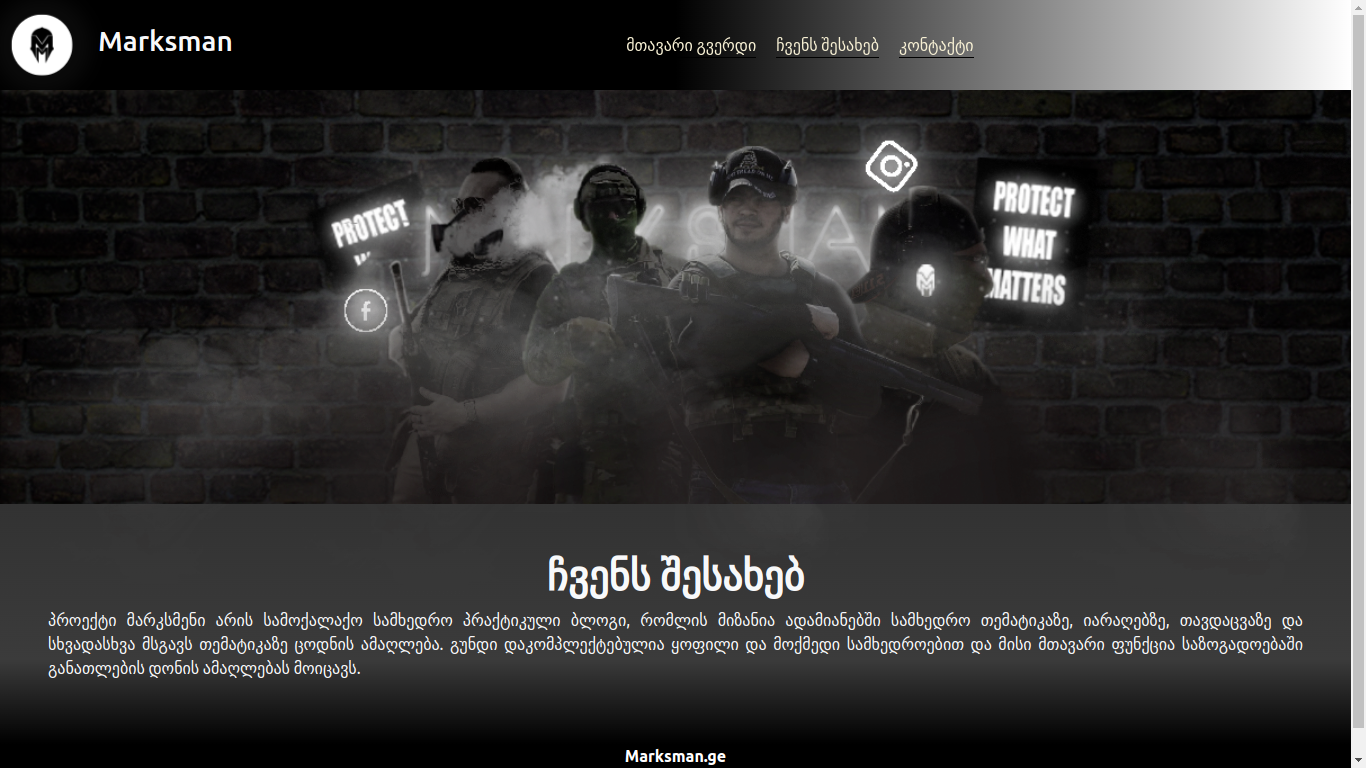 Marksman
მთავარი გვერდი ჩვენს შესახებ კონტაქტი
PROTECT
MARKSMAN
PROTECT
WHAT
MATTERS
ჩვენს შესახებ
პროექტი მარკსმენი არის სამოქალაქო სამხედრო პრაქტიკული ბლოგი, რომლის მიზანია ადამიანებში სამხედრო თემატიკაზე, იარაღებზე, თავდაცვაზე და
სხვადასხვა მსგავს თემატიკაზე ცოდნის ამაღლება. გუნდი დაკომპლექტებულია ყოფილი და მოქმედი სამხედროებით და მისი მთავარი ფუნქცია საზოგადოებაში
განათლების დონის ამაღლებას მოიცავს.
Marksman.ge